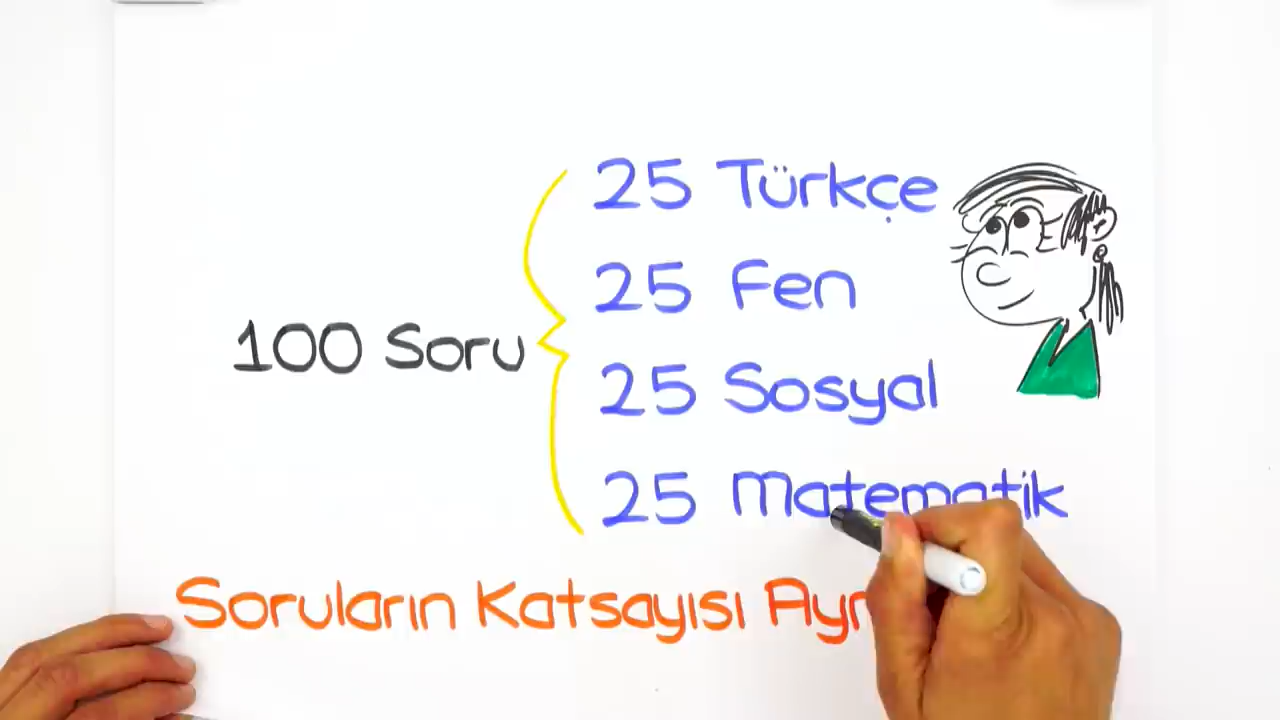 25 Türkçe
25 Fen
100 Soru
25 Sosyal
25 Matematik
Soruların Katsayısı